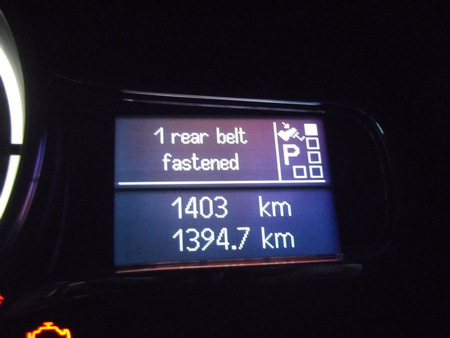 1 rear belt
fastened
P
1403 km
1394.7 km